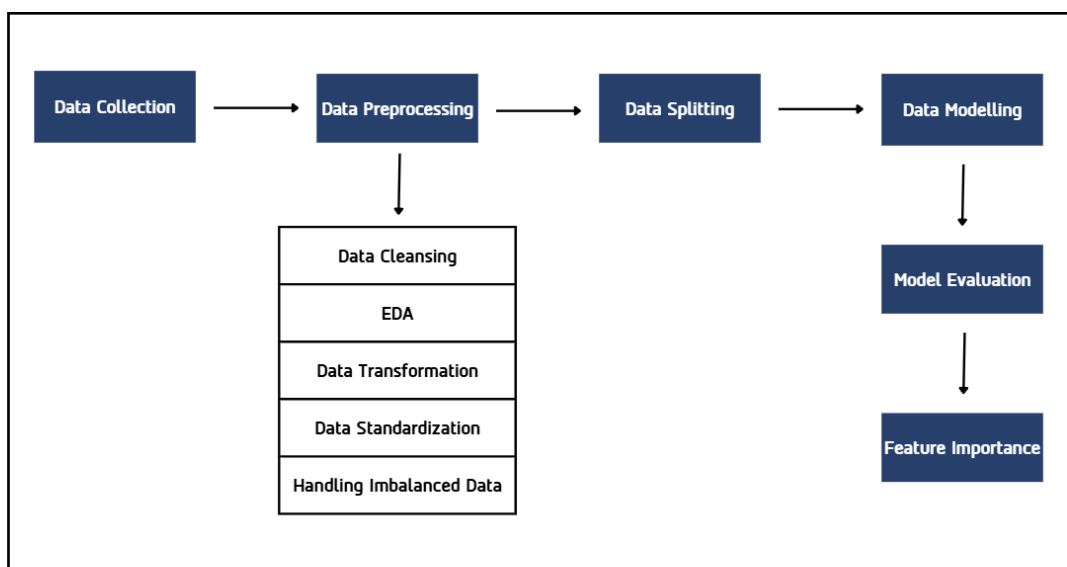 Data Collection
Data Preprocessing
Data Splitting
Data Modelling
Data Cleansing
EDA
Data Transformation
Data Standardization
Handling Imbalanced Data
Model Evaluation
Feature Importance